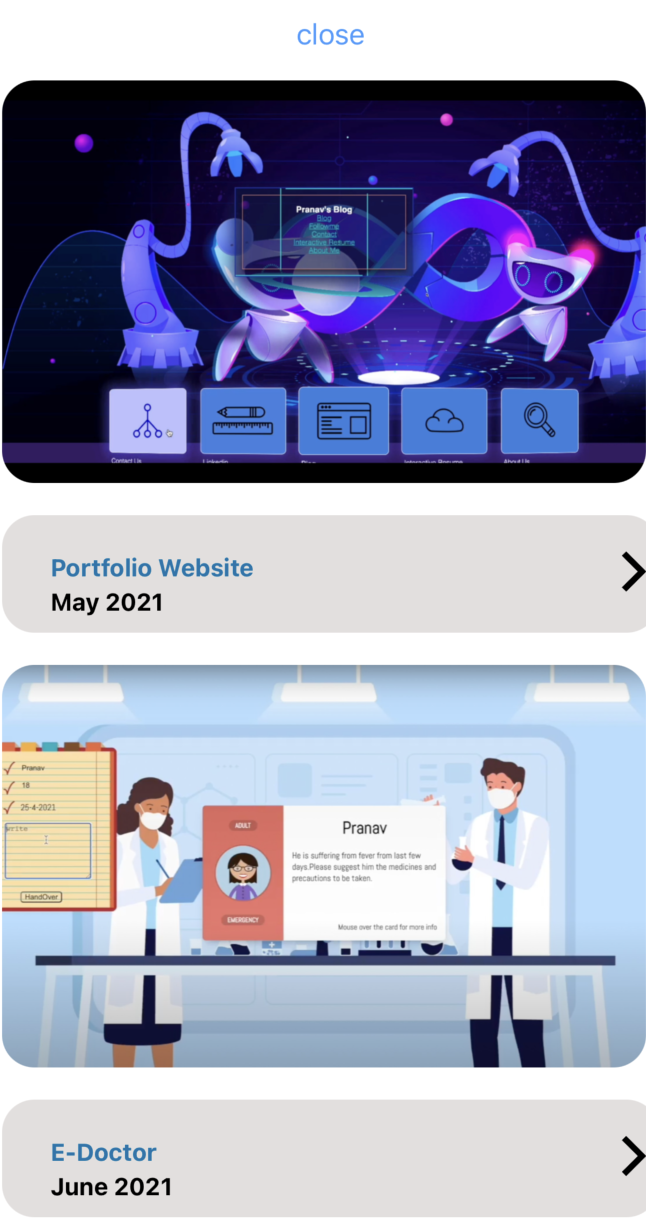 close
Pranav's Blog
Blog
Followme
Contact
Interactive Resume
About Me
Contact Us
LinkedIn
Blog
Interactive Resume
About Us
Portfolio Website
May 2021
Pranav
18
25-4-2021
write
HandOver
ADULT
EMERGENCY
Pranav
He is suffering from fever from last few
days.Please suggest him the medicines and
precautions to be taken.
Mouse over the card for more info
E-Doctor
June 2021